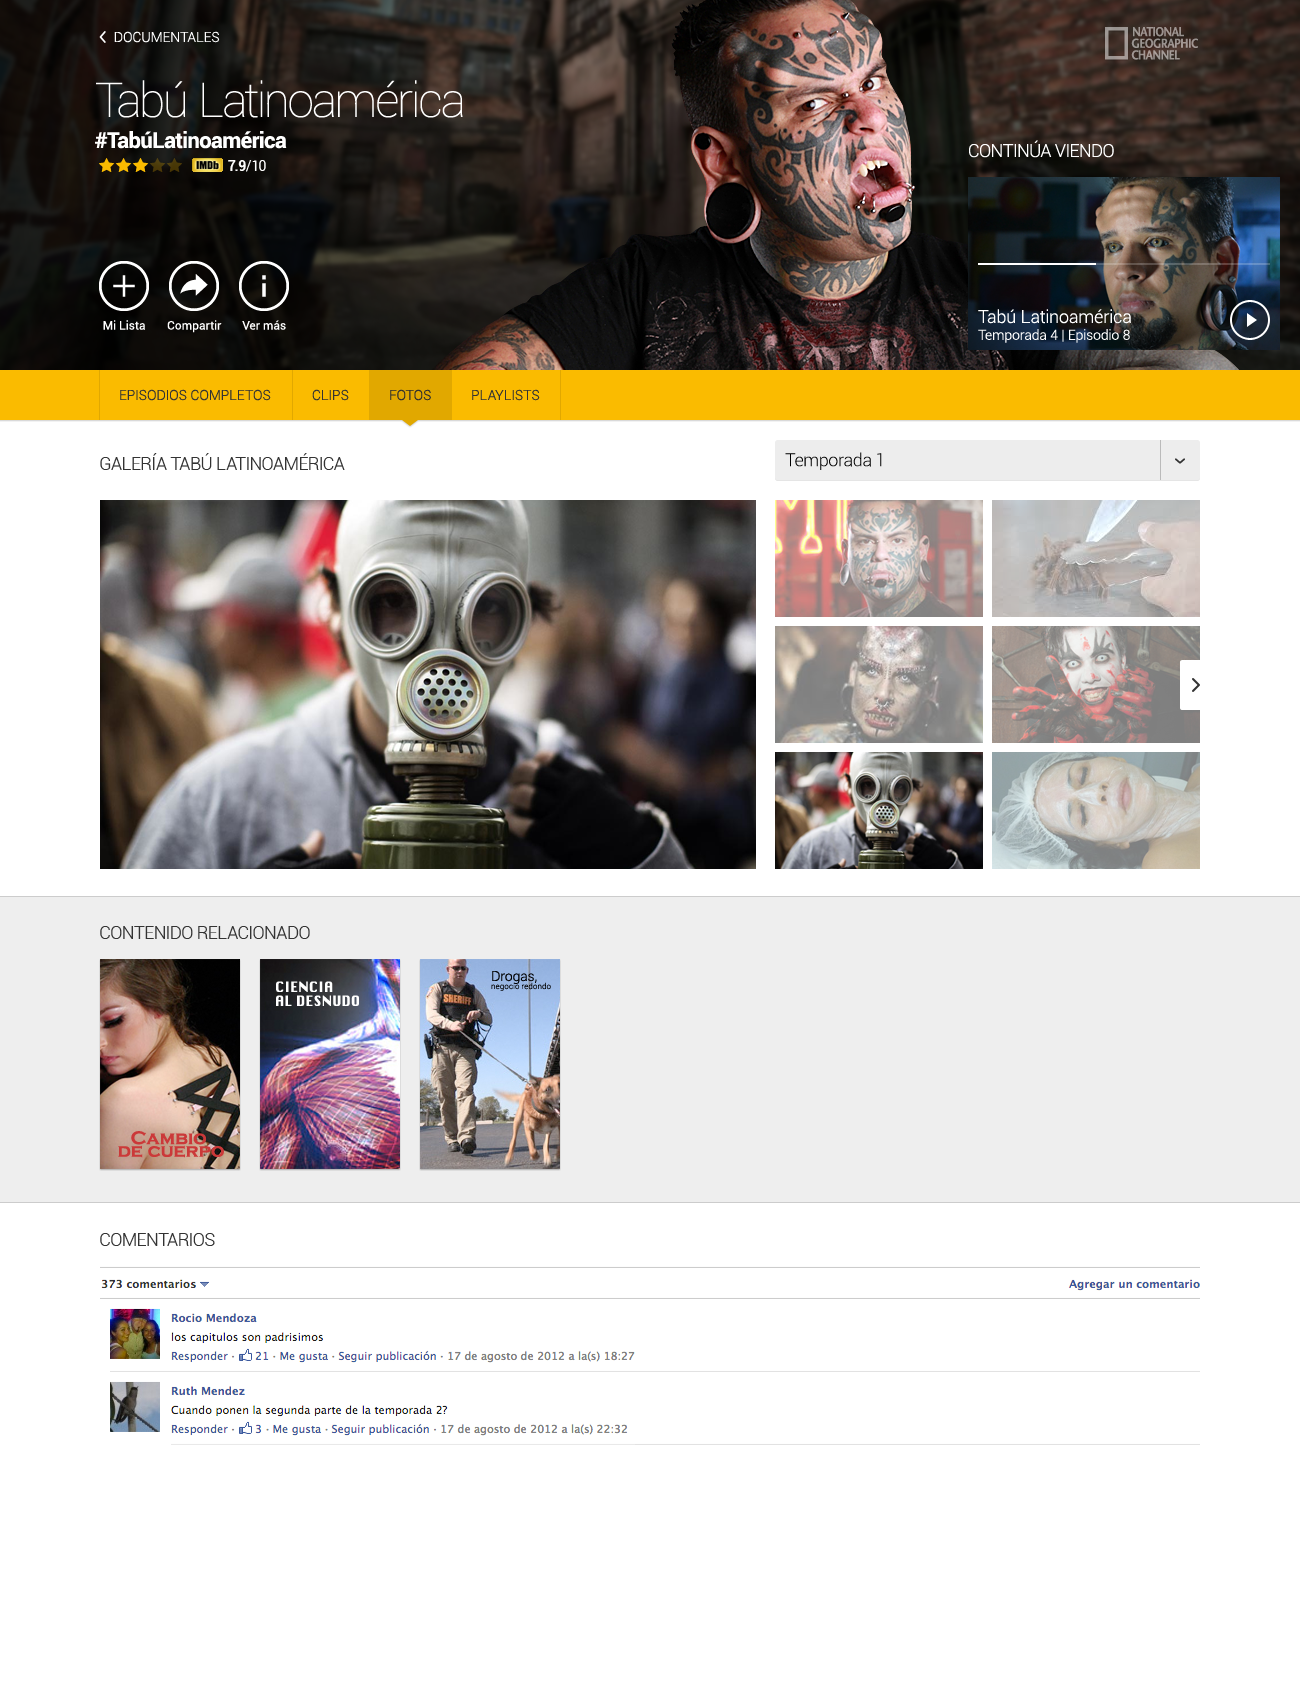 DOCUMENTALES
NATIONAL
GEOGRAPHIC
CHANNEL
Tabú Latinoamérica
#TabúLatinoamérica
IMDb 7.9/10
CONTINÚA VIENDO
Mi Lista
Compartir
Ver más
Tabú Latinoamérica
Temporada 4 | Episodio 8
EPISODIOS COMPLETOS
CLIPS
FOTOS
PLAYLISTS
GALERÍA TABÚ LATINOAMÉRICA
Temporada 1
CONTENIDO RELACIONADO
CAMBIO
DE CUERPO
CIENCIA
AL DESNUDO
Drogas,
negocio redondo
SHERIFF
COMENTARIOS
373 comentarios
Agregar un comentario
Rocio Mendoza
los capitulos son padrisimos
Responder · 21 · Me gusta · Seguir publicación · 17 de agosto de 2012 a la(s) 18:27
Ruth Mendez
Cuando ponen la segunda parte de la temporada 2?
Responder · 3 · Me gusta · Seguir publicación · 17 de agosto de 2012 a la(s) 22:32